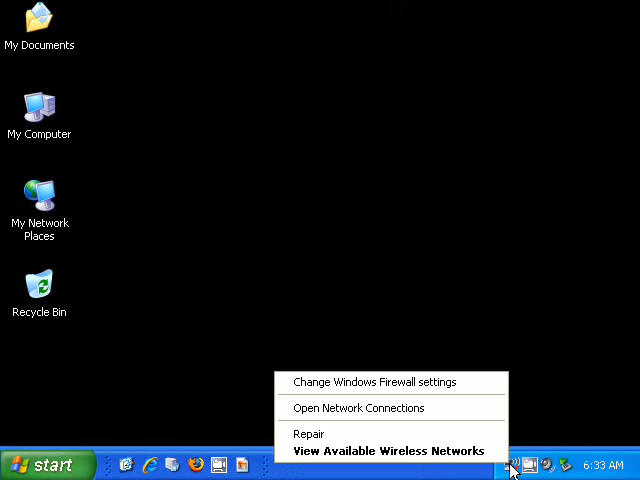 My Documents
My Computer
My Network
Places
Recycle Bin
Change Windows Firewall settings
Open Network Connections
Repair
View Available Wireless Networks
start
6:33 AM